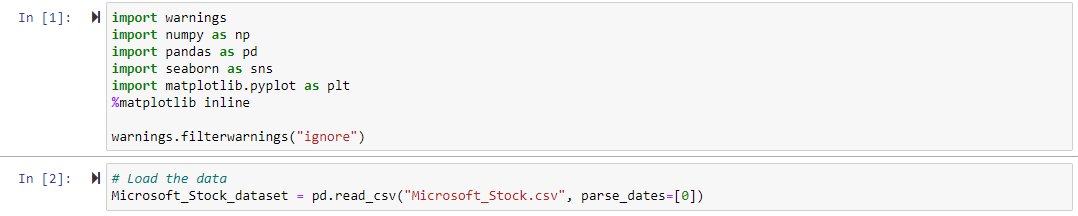 In [1]:
import warnings
import numpy as np
import pandas as pd
import seaborn as sns
import matplotlib.pyplot as plt
%matplotlib inline
warnings.filterwarnings("ignore")
In [2]:
# Load the data
Microsoft_Stock_dataset = pd.read_csv("Microsoft_Stock.csv", parse_dates=[0])